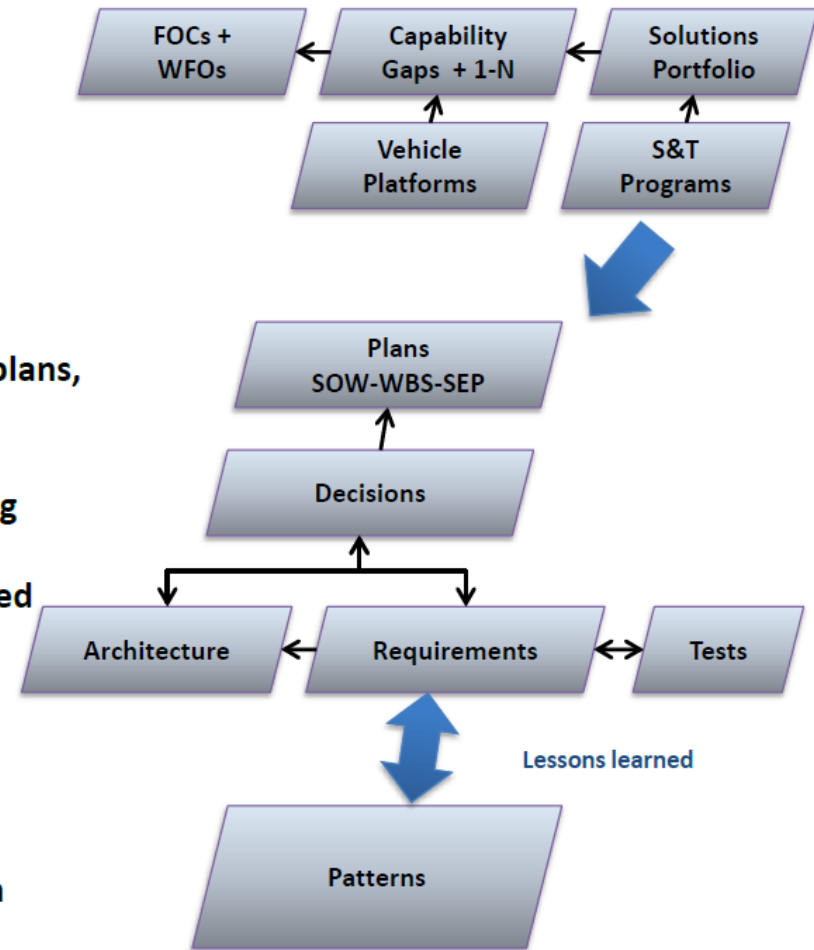 FOCs +
WFOs
Capability
Gaps + 1-N
Solutions
Portfolio
Vehicle
Platforms
S&T
Programs
plans,
Plans
SOW-WBS-SEP
Decisions
g
ed
Architecture
Requirements
Tests
Lessons learned
Patterns
n